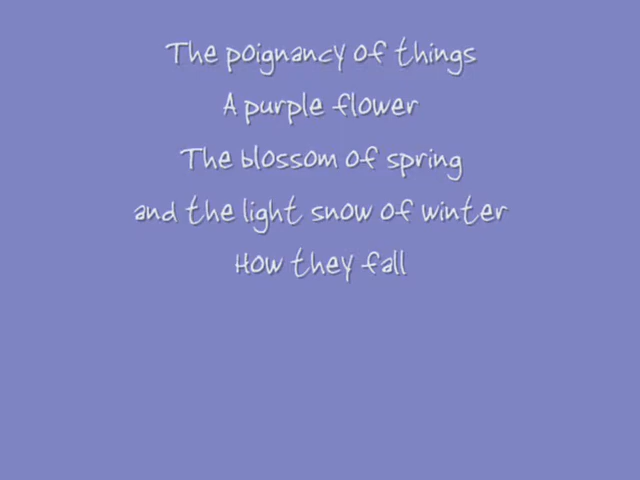 The poignancy of things
A purple flower
The blossom of spring
and the light snow of winter
How they fall